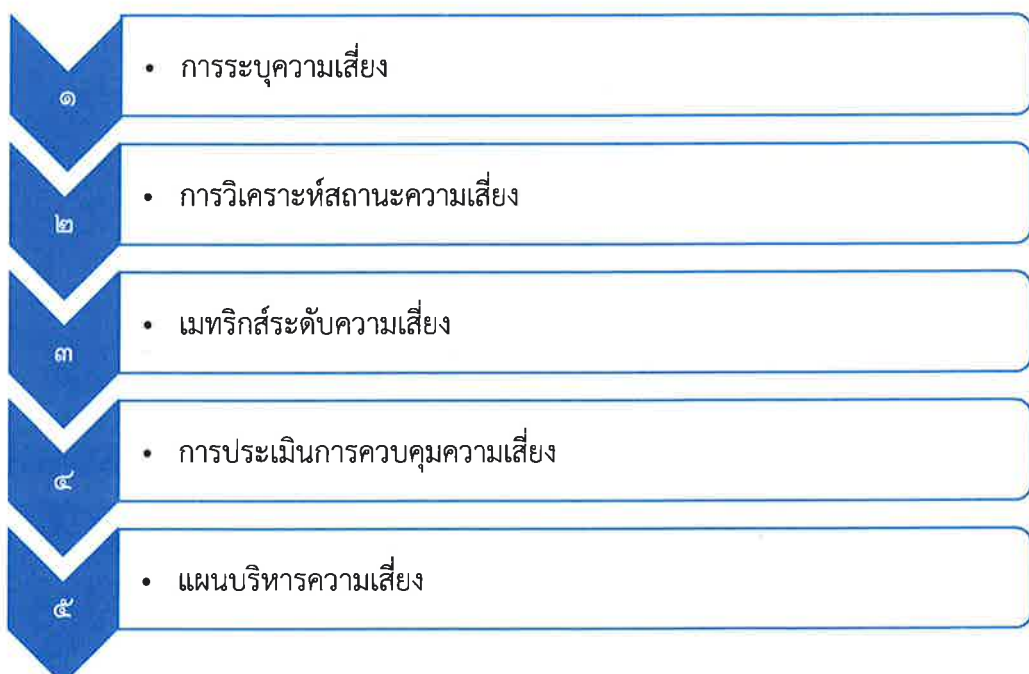 ๑
• การระบุความเสี่ยง
๒
• การวิเคราะห์สถานะความเสี่ยง
๓
• เมทริกส์ระดับความเสี่ยง
๔
• การประเมินการควบคุมความเสี่ยง
๕
• แผนบริหารความเสี่ยง